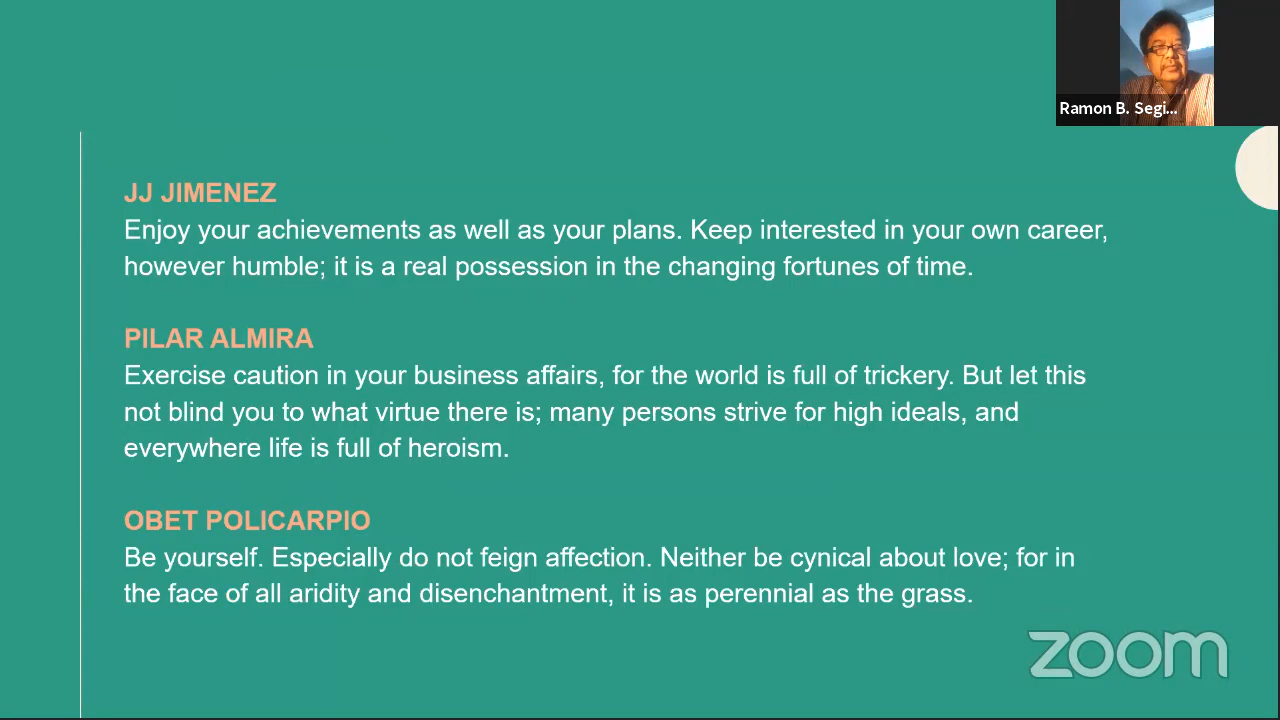 Ramon B. Segi...
JJ JIMENEZ
Enjoy your achievements as well as your plans. Keep interested in your own career,
however humble; it is a real possession in the changing fortunes of time.
PILAR ALMIRA
Exercise caution in your business affairs, for the world is full of trickery. But let this
not blind you to what virtue there is; many persons strive for high ideals, and
everywhere life is full of heroism.
OBET POLICARPIO
Be yourself. Especially do not feign affection. Neither be cynical about love; for in
the face of all aridity and disenchantment, it is as perennial as the grass.
zoom